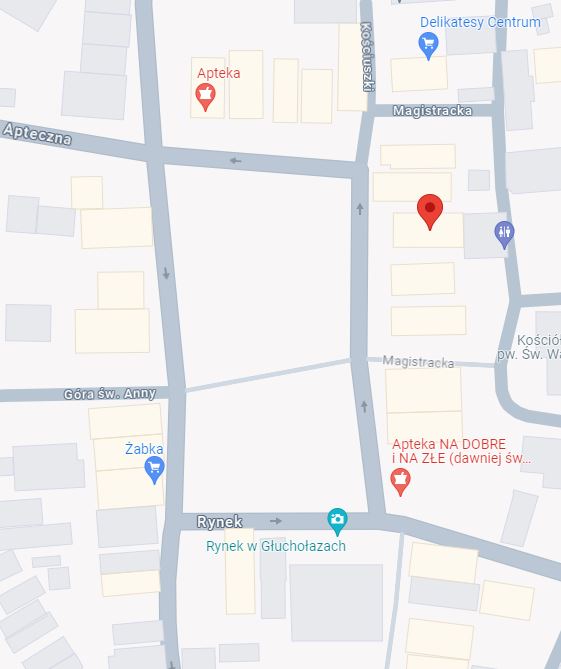 Delikatesy Centrum
Kościuszki
Apteka
Magistracka
Apteczna
Kościół
pw. Św. Wa
Magistracka
Góra św. Anny
Apteka NA DOBRE
i NA ZŁE (dawniej św...
Żabka
Rynek
Rynek w Głuchołazach